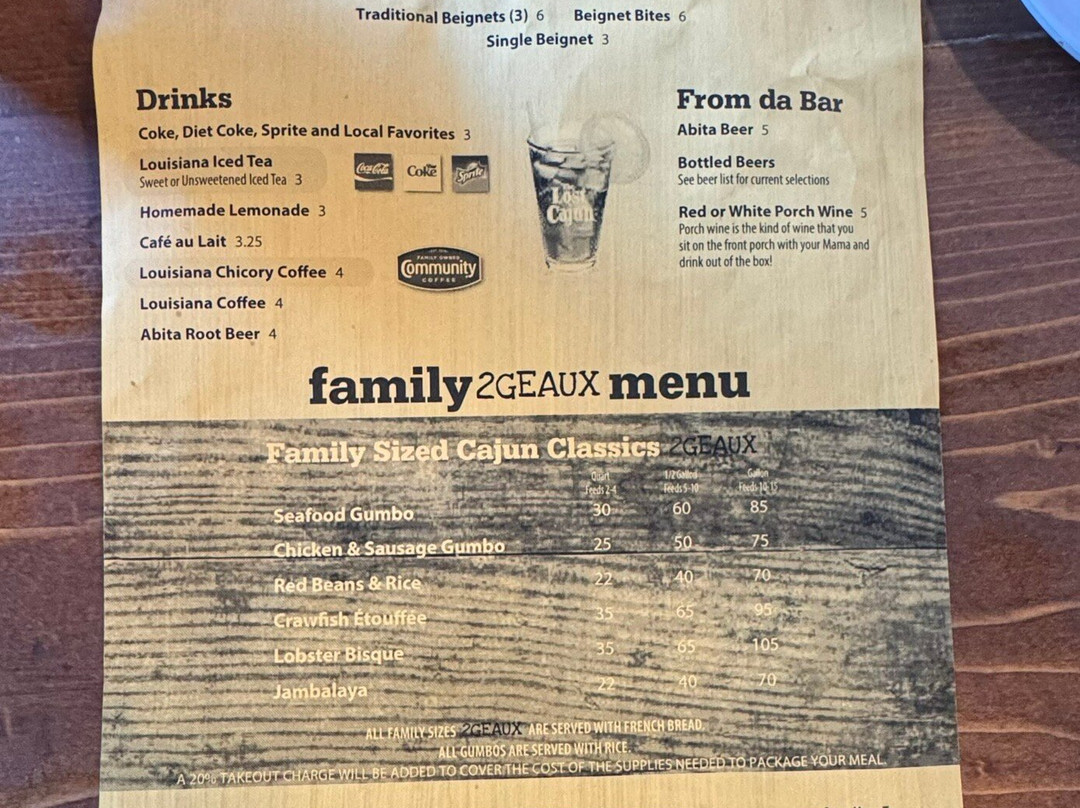 Traditional Beignets (3) 6 Beignet Bites 6
Single Beignet 3
Drinks
Coke, Diet Coke, Sprite and Local Favorites 3
Louisiana Iced Tea
Sweet or Unsweetened Iced Tea 3
Coca-Cola
Coke
Sprite
Homemade Lemonade 3
Café au Lait 3.25
Louisiana Chicory Coffee 4
FAMILY OWNED
Community
COFFEE
Louisiana Coffee 4
Abita Root Beer 4
Lost
Cajun
From da Bar
Abita Beer 5
Bottled Beers
See beer list for current selections
Red or White Porch Wine 5
Porch wine is the kind of wine that you
sit on the front porch with your Mama and
drink out of the box!
family 2GEAUX menu
Family Sized Cajun Classics 2GEAUX
Quart 1/2 Gallon Gallon
Feeds 2-4 Feeds 5-10 Feeds 10-15
Seafood Gumbo 30 60 85
Chicken & Sausage Gumbo 25 50 75
Red Beans & Rice 22 40 70
Crawfish Étouffée 35 65 95
Lobster Bisque 35 65 105
Jambalaya 22 40 70
ALL FAMILY SIZES 2GEAUX ARE SERVED WITH FRENCH BREAD.
ALL GUMBOS ARE SERVED WITH RICE.
A 20% TAKEOUT CHARGE WILL BE ADDED TO COVER THE COST OF THE SUPPLIES NEEDED TO PACKAGE YOUR MEAL.